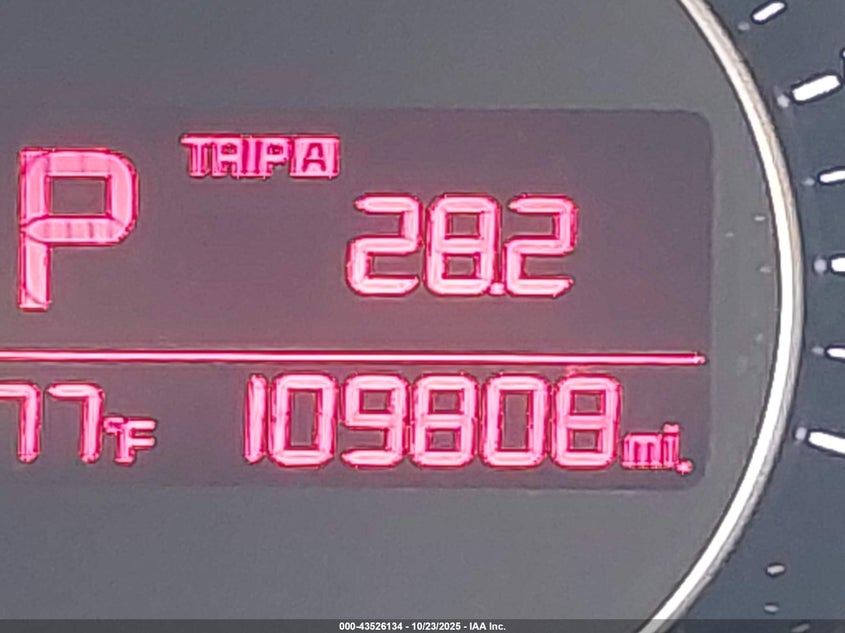 P
TRIP A
28.2
77°F
109808 mi.
000-43526134 - 10/23/2025 - IAA Inc.